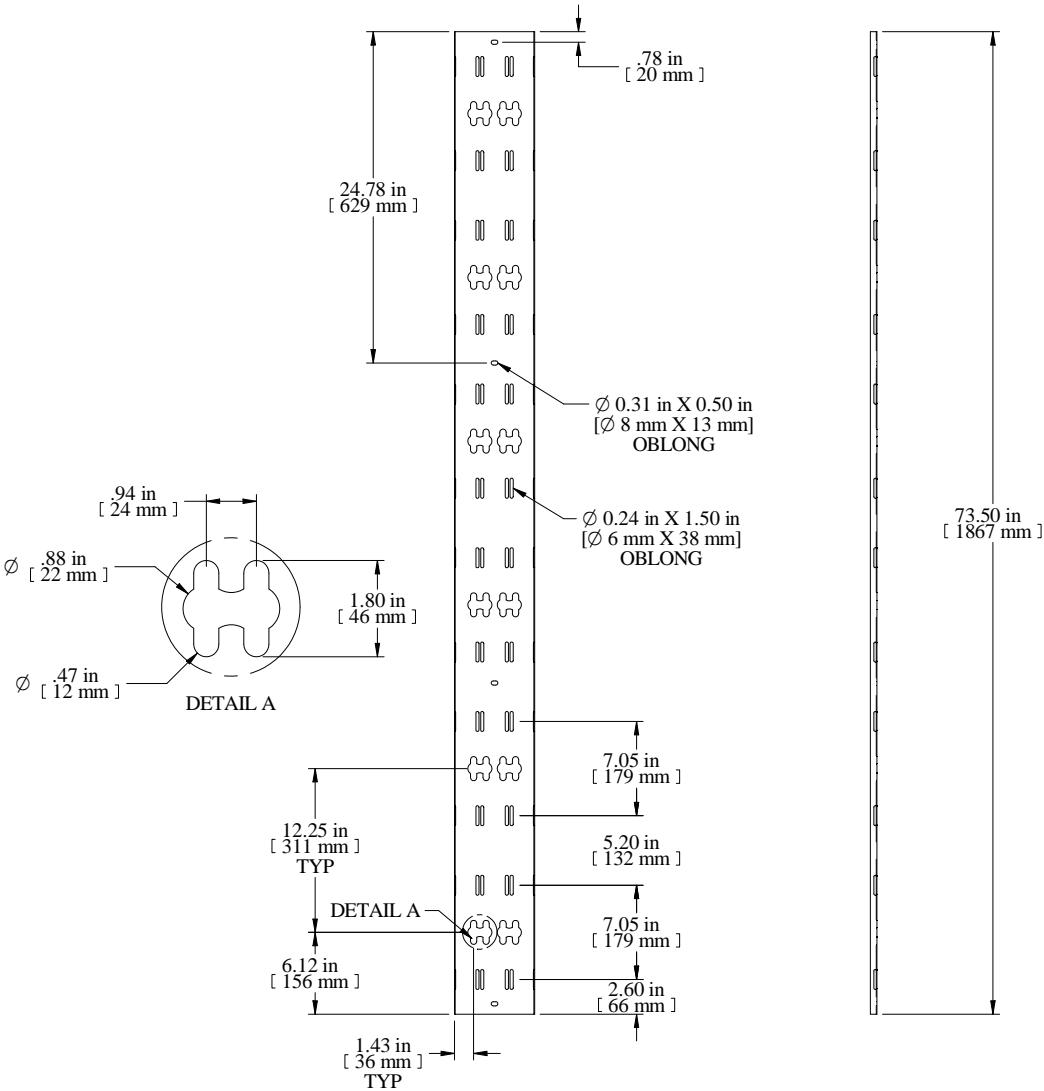 .78 in
[ 20 mm ]
24.78 in
[ 629 mm ]
Ø 0.31 in X 0.50 in
[Ø 8 mm X 13 mm]
OBLONG
.94 in
[ 24 mm ]
Ø 0.24 in X 1.50 in
[Ø 6 mm X 38 mm]
OBLONG
73.50 in
[ 1867 mm ]
Ø .88 in
[ 22 mm ]
1.80 in
[ 46 mm ]
Ø .47 in
[ 12 mm ]
DETAIL A
7.05 in
[ 179 mm ]
12.25 in
[ 311 mm ]
TYP
5.20 in
[ 132 mm ]
DETAIL A
7.05 in
[ 179 mm ]
6.12 in
[ 156 mm ]
2.60 in
[ 66 mm ]
1.43 in
[ 36 mm ]
TYP